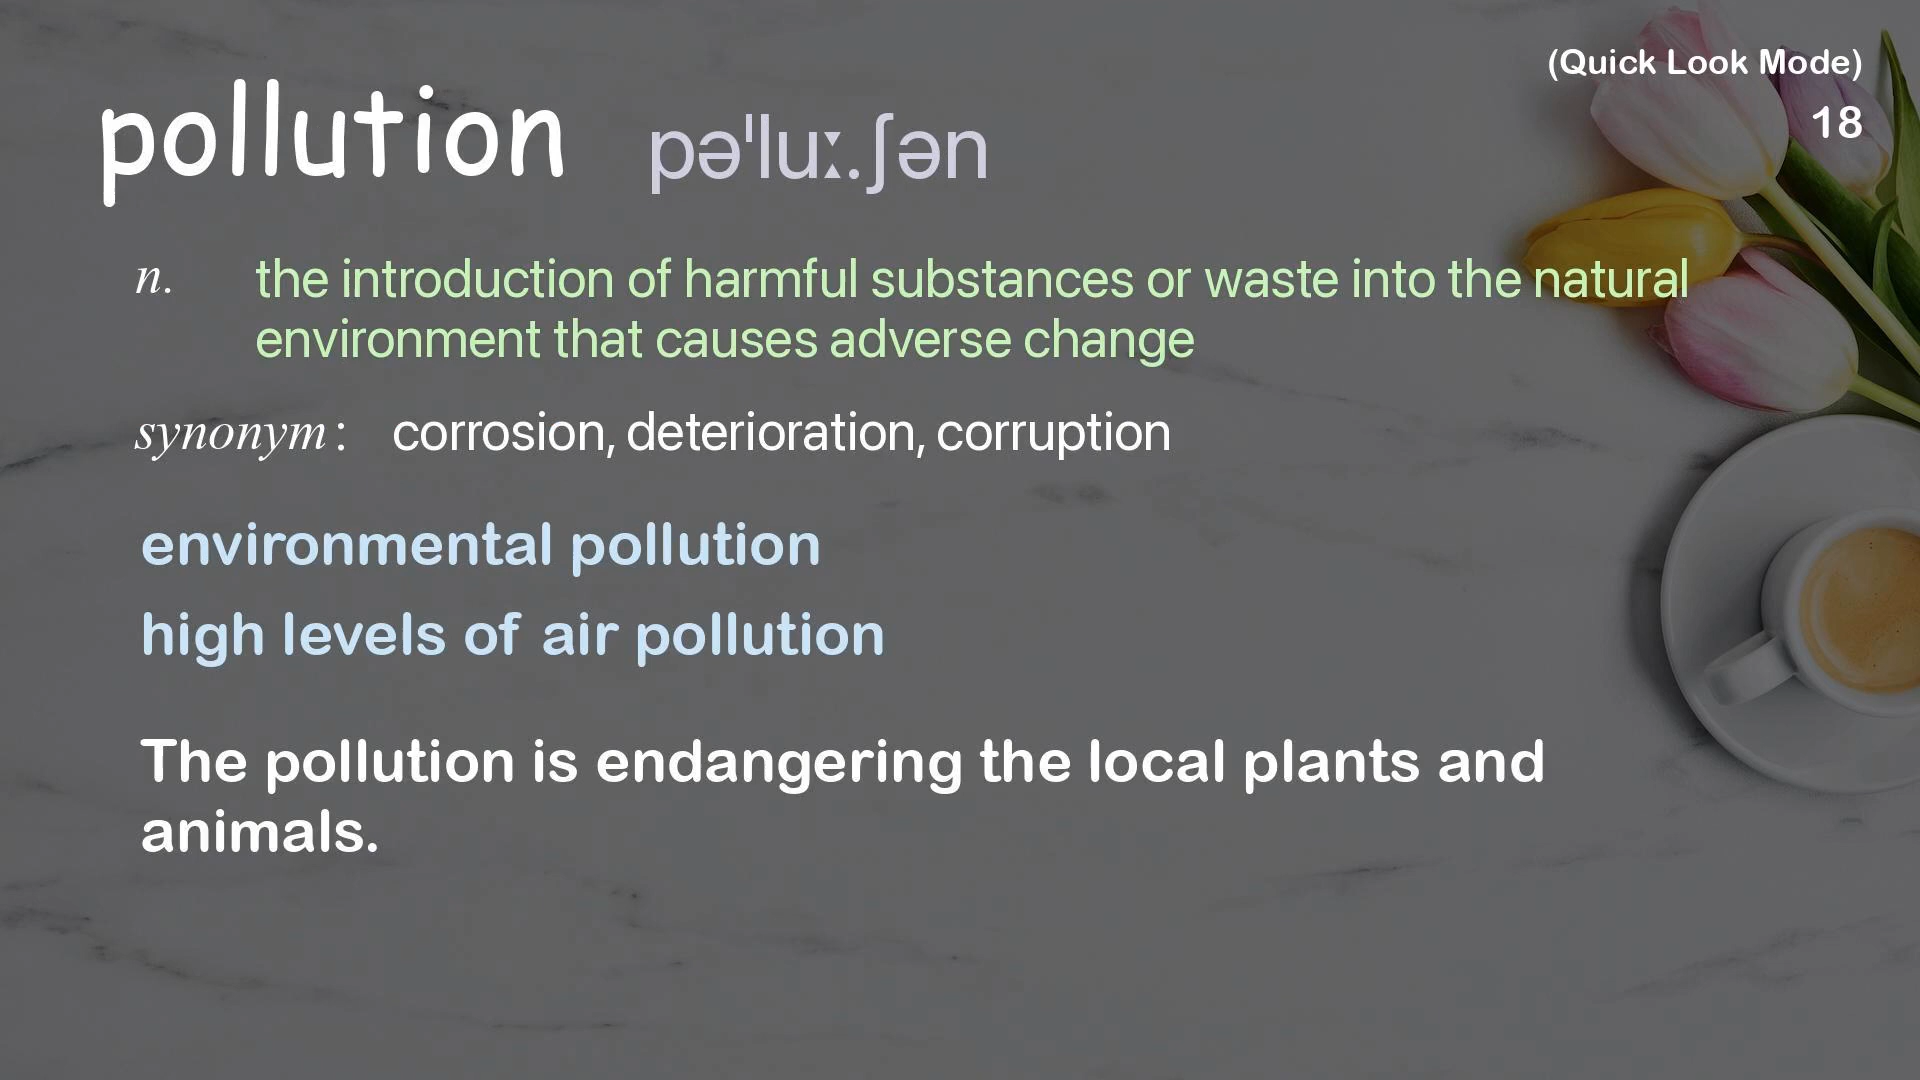 (Quick Look Mode)
18
pollution pəˈluː.ʃən
n. the introduction of harmful substances or waste into the natural
environment that causes adverse change
synonym: corrosion, deterioration, corruption
environmental pollution
high levels of air pollution
The pollution is endangering the local plants and
animals.